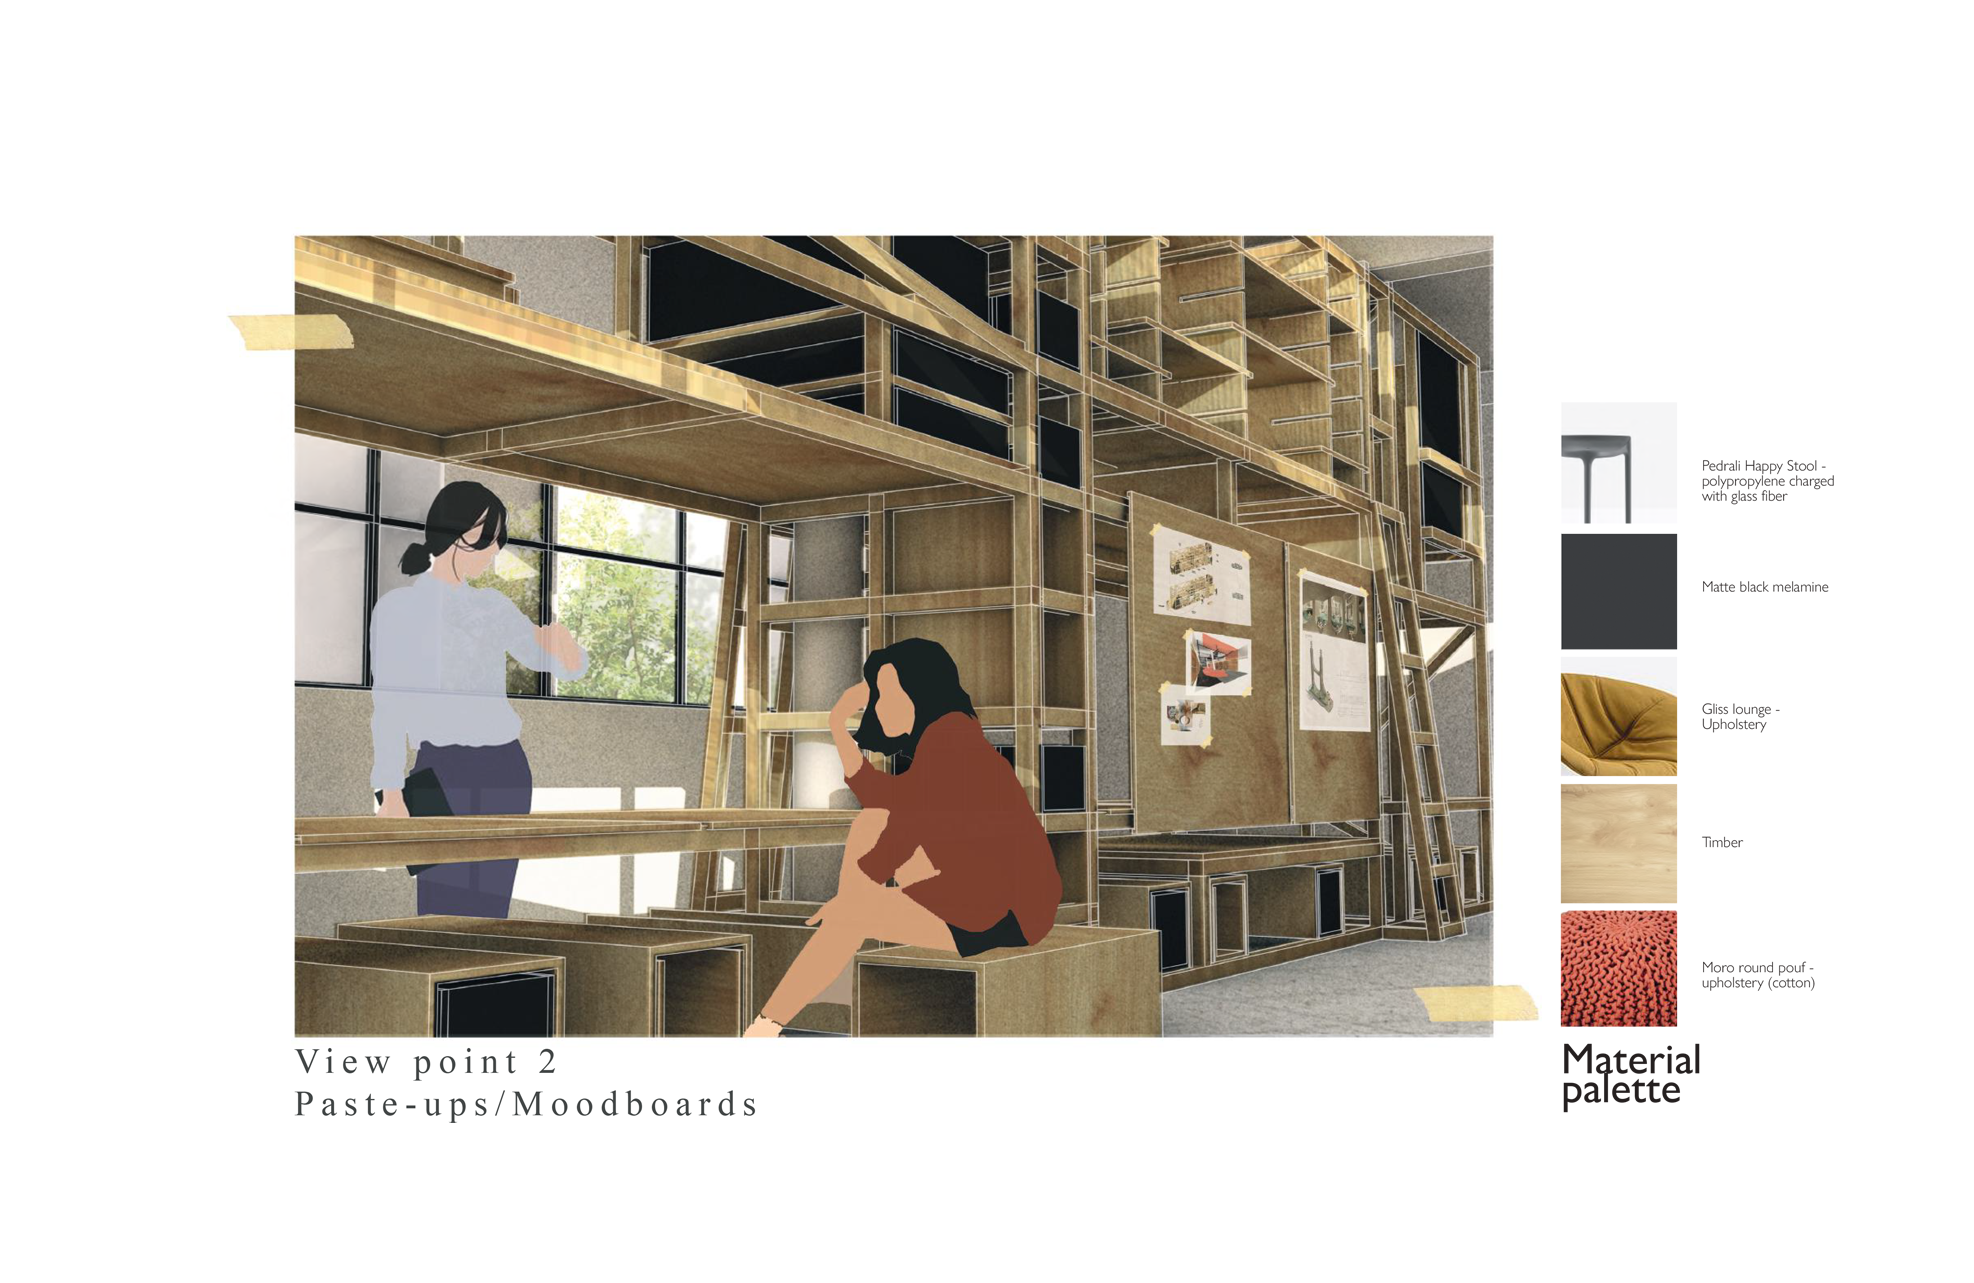 Pedrali Happy Stool -
polypropylene charged
with glass fiber
Matte black melamine
Gliss lounge -
Upholstery
Timber
Moro round pouf -
upholstery (cotton)
View point 2
Paste-ups/Moodboards
Material
palette